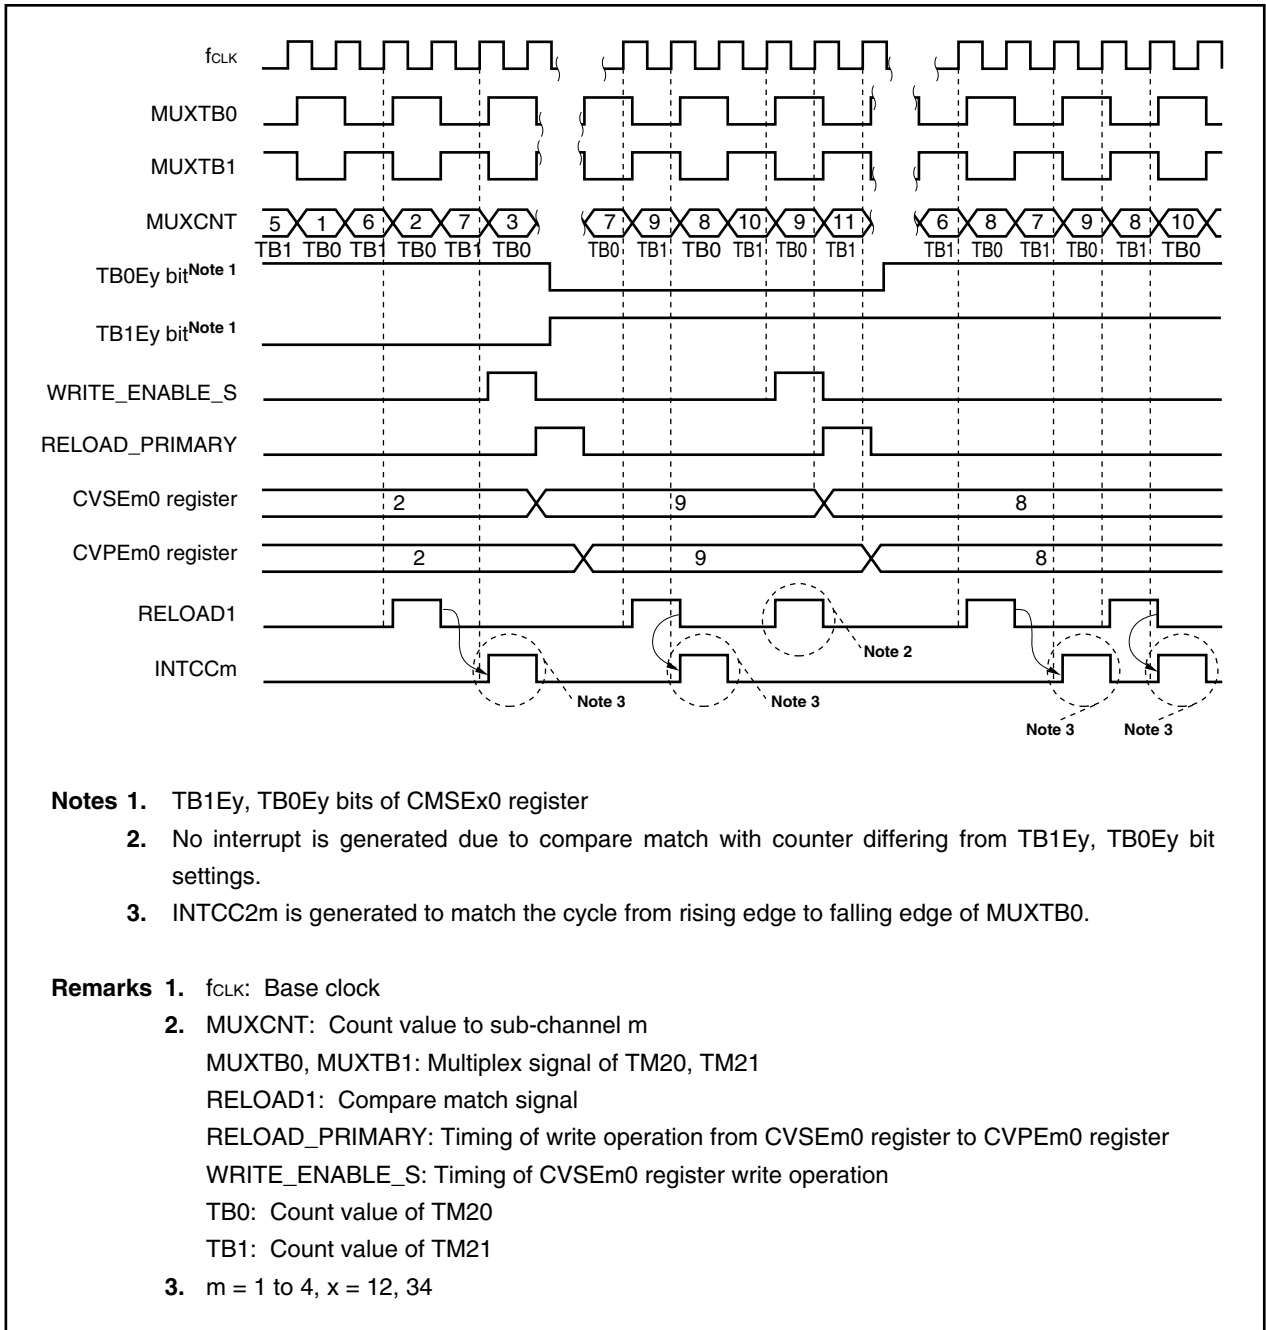 fCLK
MUXTB0
MUXTB1
MUXCNT 5 1 6 2 7 3 7 9 8 10 9 11 6 8 7 9 8 10
TB1 TB0 TB1 TB0 TB1 TB0 TB0 TB1 TB0 TB1 TB0 TB1 TB1 TB0 TB1 TB0 TB1 TB0
TB0Ey bitNote 1
TB1Ey bitNote 1
WRITE_ENABLE_S
RELOAD_PRIMARY
CVSEm0 register 2 9 8
CVPEm0 register 2 9 8
RELOAD1
Note 2
INTCCm
Note 3 Note 3
Note 3 Note 3
Notes 1. TB1Ey, TB0Ey bits of CMSEx0 register
2. No interrupt is generated due to compare match with counter differing from TB1Ey, TB0Ey bit
settings.
3. INTCC2m is generated to match the cycle from rising edge to falling edge of MUXTB0.
Remarks 1. fCLK: Base clock
2. MUXCNT: Count value to sub-channel m
MUXTB0, MUXTB1: Multiplex signal of TM20, TM21
RELOAD1: Compare match signal
RELOAD_PRIMARY: Timing of write operation from CVSEm0 register to CVPEm0 register
WRITE_ENABLE_S: Timing of CVSEm0 register write operation
TB0: Count value of TM20
TB1: Count value of TM21
3. m = 1 to 4, x = 12, 34